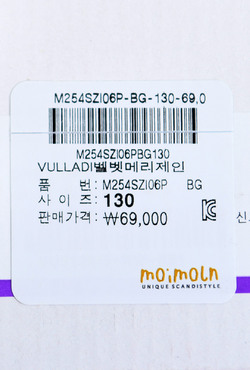 M254SZI06P-BG-130-69,0
M254SZI06PBG130
VULLADI벨벳메리제인
품 번: M254SZI06P BG
사 이 즈: 130
판매가격: ₩69,000
moimoln
UNIQUE SCANDISTYLE
신